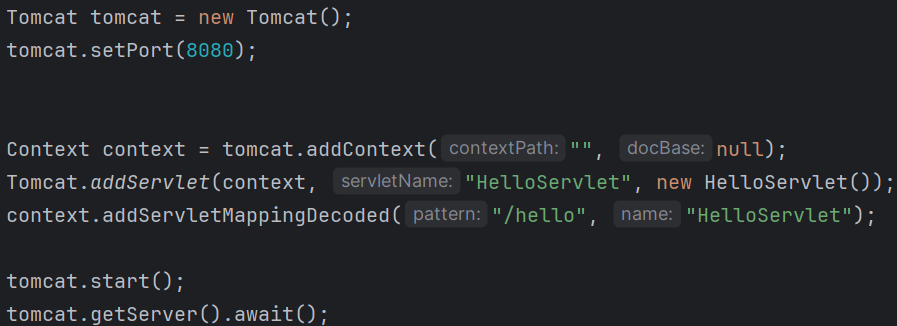 Tomcat tomcat = new Tomcat();
tomcat.setPort(8080);
Context context = tomcat.addContext( contextPath: "", docBase: null);
Tomcat.addServlet(context, servletName: "HelloServlet", new HelloServlet());
context.addServletMappingDecoded( pattern: "/hello", name: "HelloServlet");
tomcat.start();
tomcat.getServer().await();